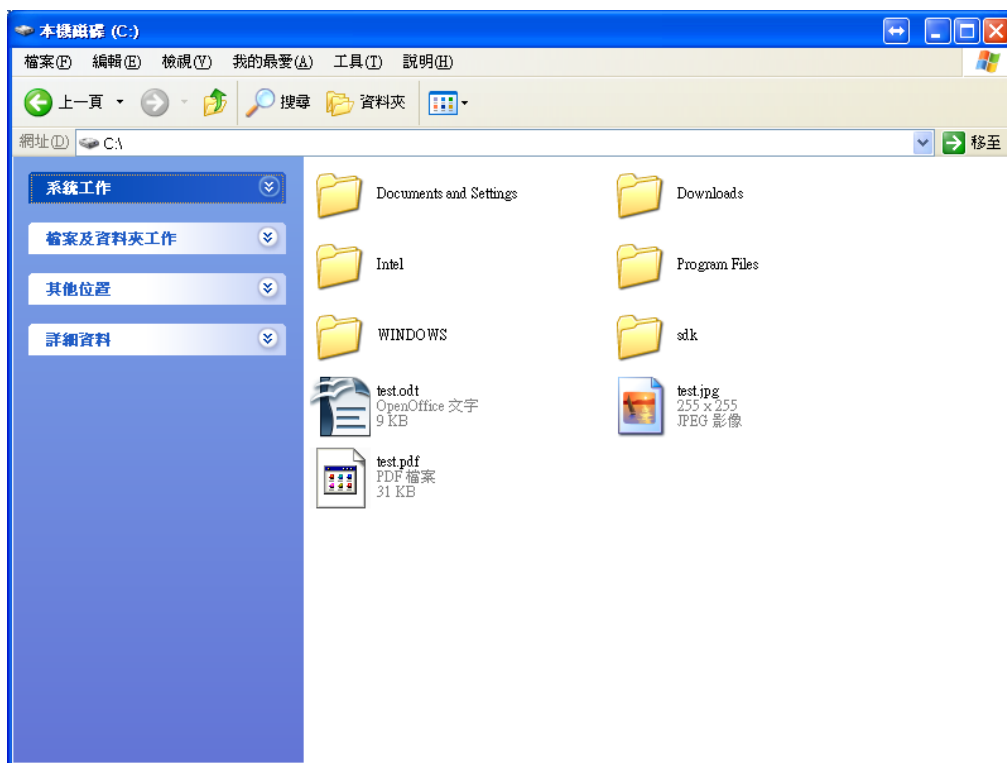 本機磁碟 (C:)
檔案(F) 編輯(E) 檢視(V) 我的最愛(A) 工具(T) 說明(H)
上一頁 搜尋 資料夾
網址(D) C:\ 移至
系統工作
檔案及資料夾工作
其他位置
詳細資料
Documents and Settings
Downloads
Intel
Program Files
WINDOWS
sdk
test.odt
OpenOffice 文字
9 KB
test.jpg
255 x 255
JPEG 影像
test.pdf
PDF 檔案
31 KB